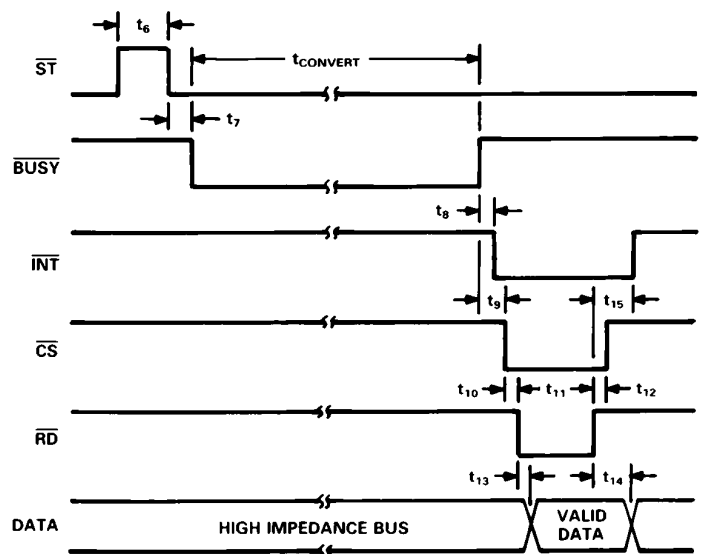 t6
ST
tCONVERT
t7
BUSY
t8
INT
t9
t15
CS
t10
t11
t12
RD
t13
t14
DATA
HIGH IMPEDANCE BUS
VALID
DATA